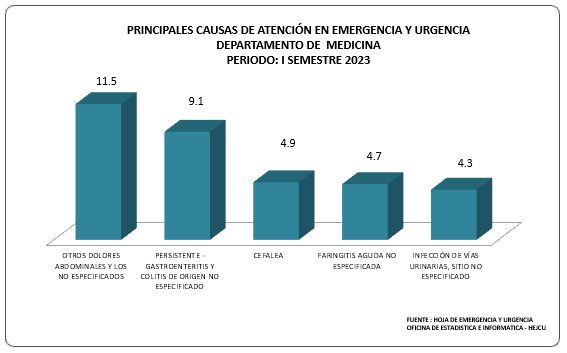 PRINCIPALES CAUSAS DE ATENCIÓN EN EMERGENCIA Y URGENCIA
DEPARTAMENTO DE MEDICINA
PERIODO: I SEMESTRE 2023
11.5
9.1
4.9
4.7
4.3
OTROS DOLORES
ABDOMINALES Y LOS
NO ESPECIFICADOS
PERSISTENTE -
GASTROENTERITIS Y
COLITIS DE ORIGEN NO
ESPECIFICADO
CEFALEA
FARINGITIS AGUDA NO
ESPECIFICADA
INFECCIÓN DE VÍAS
URINARIAS, SITIO NO
ESPECIFICADO
FUENTE : HOJA DE EMERGENCIA Y URGENCIA
OFICINA DE ESTADISTICA E INFORMATICA - HEJCU